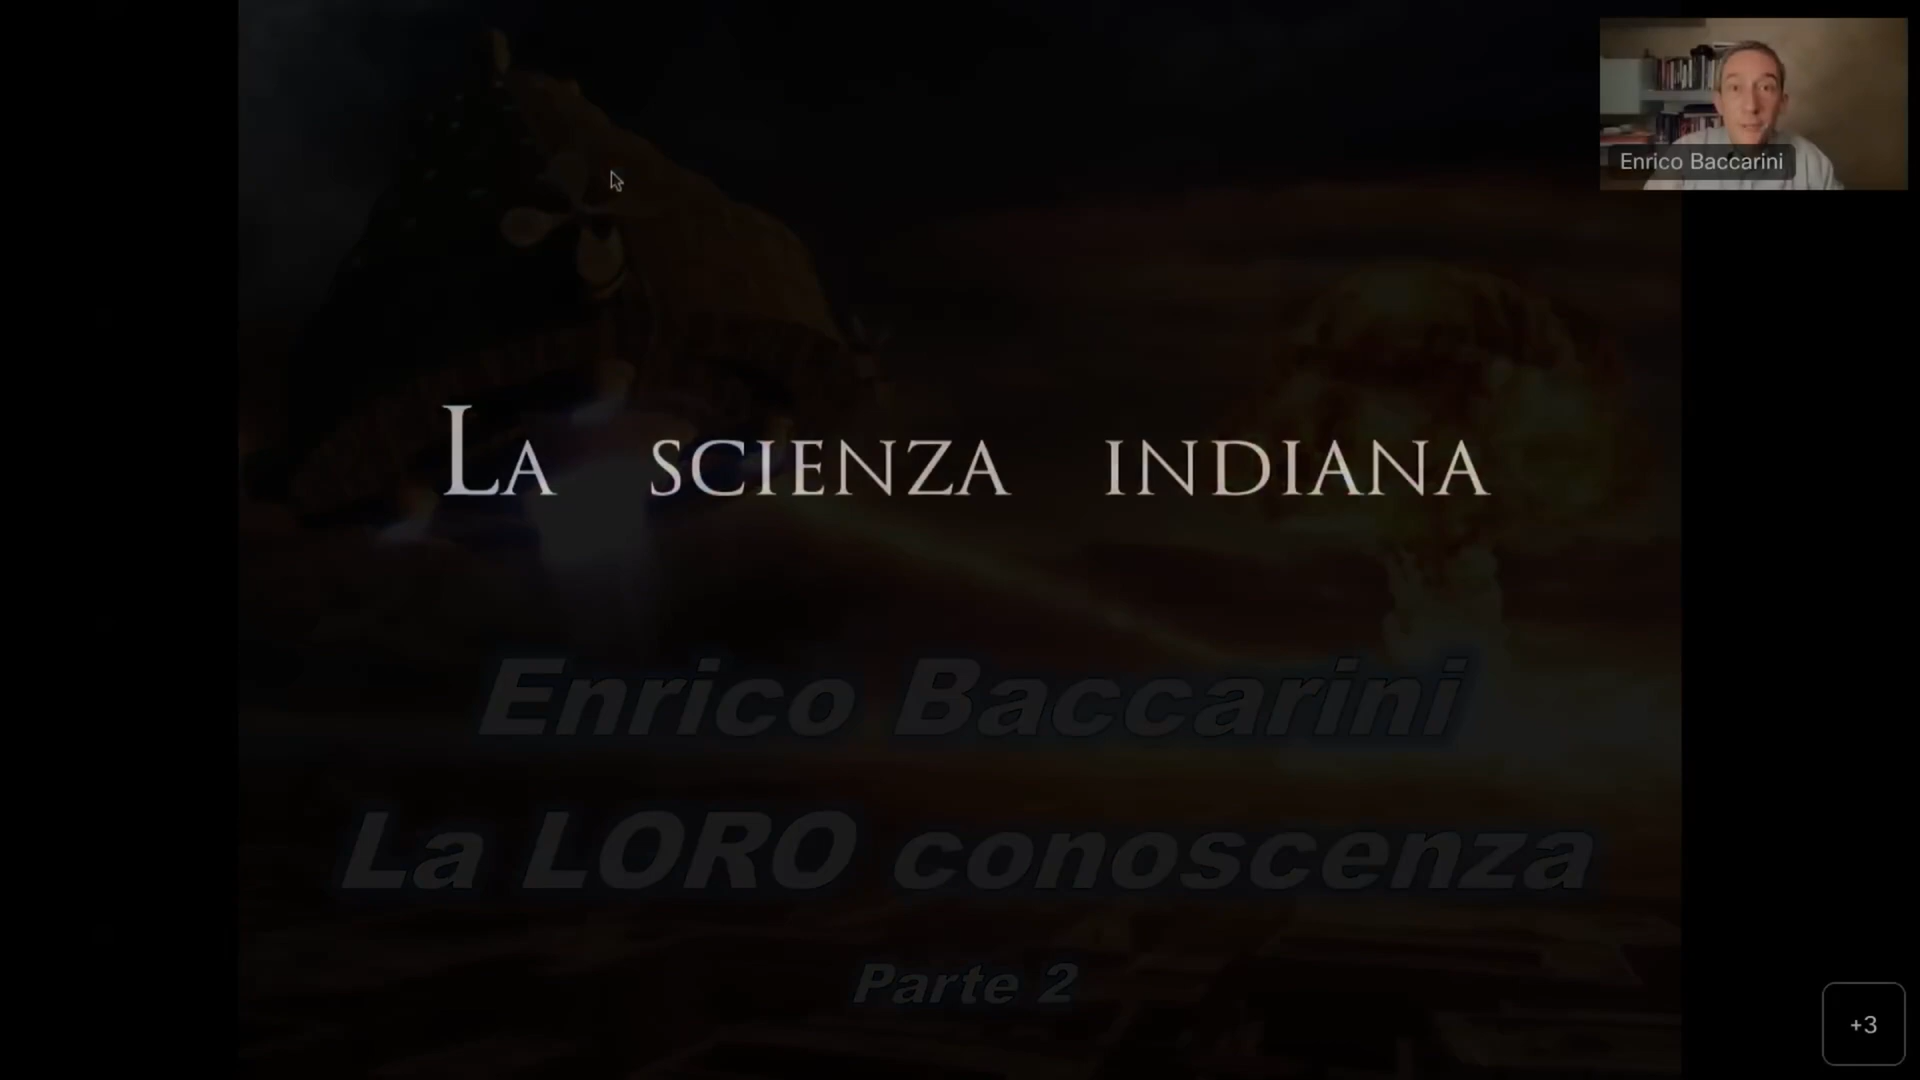 Enrico Baccarini
La scienza indiana
Enrico Baccarini
La LORO conoscenza
Parte 2
+3